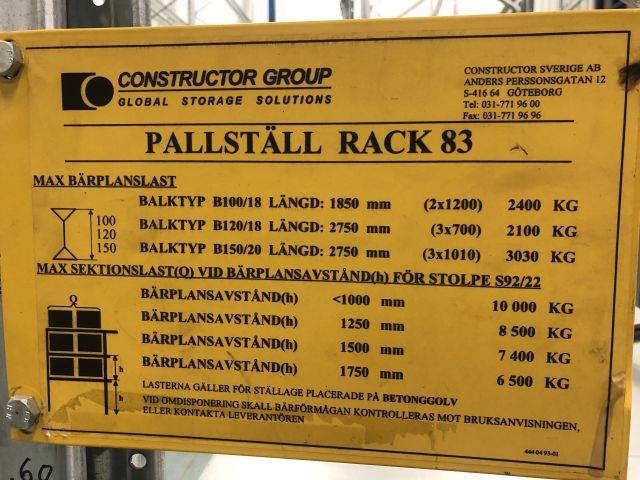 CONSTRUCTOR GROUP
GLOBAL STORAGE SOLUTIONS
CONSTRUCTOR SVERIGE AB
ANDERS PERSSONSGATAN 12
S-416 64 GÖTEBORG
Tel: 031-771 96 00
Fax: 031-771 96 96
PALLSTÄLL RACK 83
MAX BÄRPLANSLAST
100
120
150
BALKTYP B100/18 LÄNGD: 1850 mm (2x1200) 2400 KG
BALKTYP B120/18 LÄNGD: 2750 mm (3x700) 2100 KG
BALKTYP B150/20 LÄNGD: 2750 mm (3x1010) 3030 KG
MAX SEKTIONSLAST(Q) VID BÄRPLANSAVSTÅND(h) FÖR STOLPE S92/22
BÄRPLANSAVSTÅND(h) <1000 mm 10 000 KG
BÄRPLANSAVSTÅND(h) 1250 mm 8 500 KG
BÄRPLANSAVSTÅND(h) 1500 mm 7 400 KG
BÄRPLANSAVSTÅND(h) 1750 mm 6 500 KG
h
h
LASTERNA GÄLLER FÖR STÄLLAGE PLACERADE PÅ BETONGGOLV
VID OMDISPONERING SKALL BÄRFÖRMÅGAN KONTROLLERAS MOT BRUKSANVISNINGEN,
ELLER KONTAKTA LEVERANTÖREN
444 04 93-01
.60